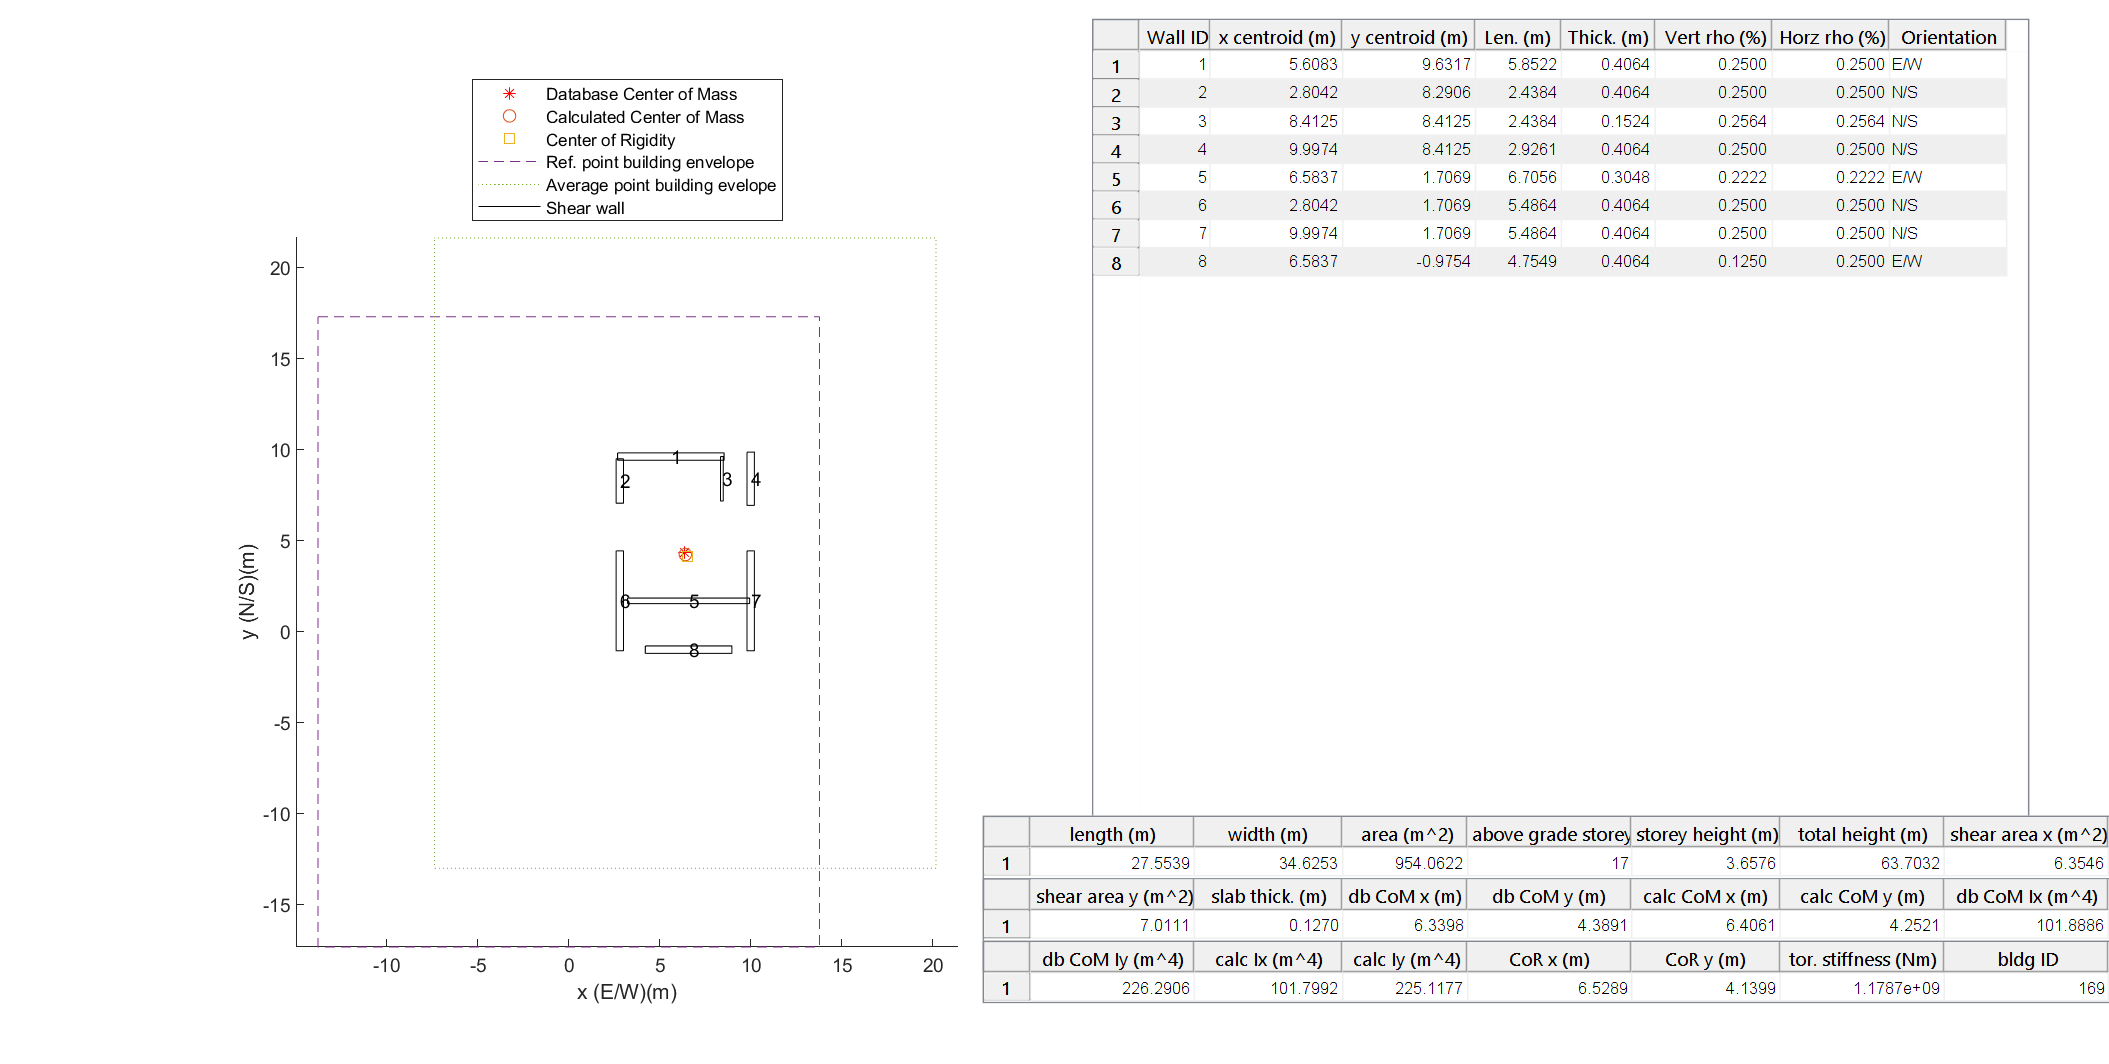 Database Center of Mass
Calculated Center of Mass
Center of Rigidity
Ref. point building envelope
Average point building evelope
Shear wall
20
15
10
5
0
-5
-10
-15
y (N/S)(m)
-10 -5 0 5 10 15 20
x (E/W)(m)
1
2 3 4
6 5 7
8
Wall ID x centroid (m) y centroid (m) Len. (m) Thick. (m) Vert rho (%) Horz rho (%) Orientation
1 1 5.6083 9.6317 5.8522 0.4064 0.2500 0.2500 E/W
2 2 2.8042 8.2906 2.4384 0.4064 0.2500 0.2500 N/S
3 3 8.4125 8.4125 2.4384 0.1524 0.2564 0.2564 N/S
4 4 9.9974 8.4125 2.9261 0.4064 0.2500 0.2500 N/S
5 5 6.5837 1.7069 6.7056 0.3048 0.2222 0.2222 E/W
6 6 2.8042 1.7069 5.4864 0.4064 0.2500 0.2500 N/S
7 7 9.9974 1.7069 5.4864 0.4064 0.2500 0.2500 N/S
8 8 6.5837 -0.9754 4.7549 0.4064 0.1250 0.2500 E/W
length (m) width (m) area (m^2) above grade storey storey height (m) total height (m) shear area x (m^2)
1 27.5539 34.6253 954.0622 17 3.6576 63.7032 6.3546
shear area y (m^2) slab thick. (m) db CoM x (m) db CoM y (m) calc CoM x (m) calc CoM y (m) db CoM Ix (m^4)
1 7.0111 0.1270 6.3398 4.3891 6.4061 4.2521 101.8886
db CoM Iy (m^4) calc Ix (m^4) calc Iy (m^4) CoR x (m) CoR y (m) tor. stiffness (Nm) bldg ID
1 226.2906 101.7992 225.1177 6.5289 4.1399 1.1787e+09 169